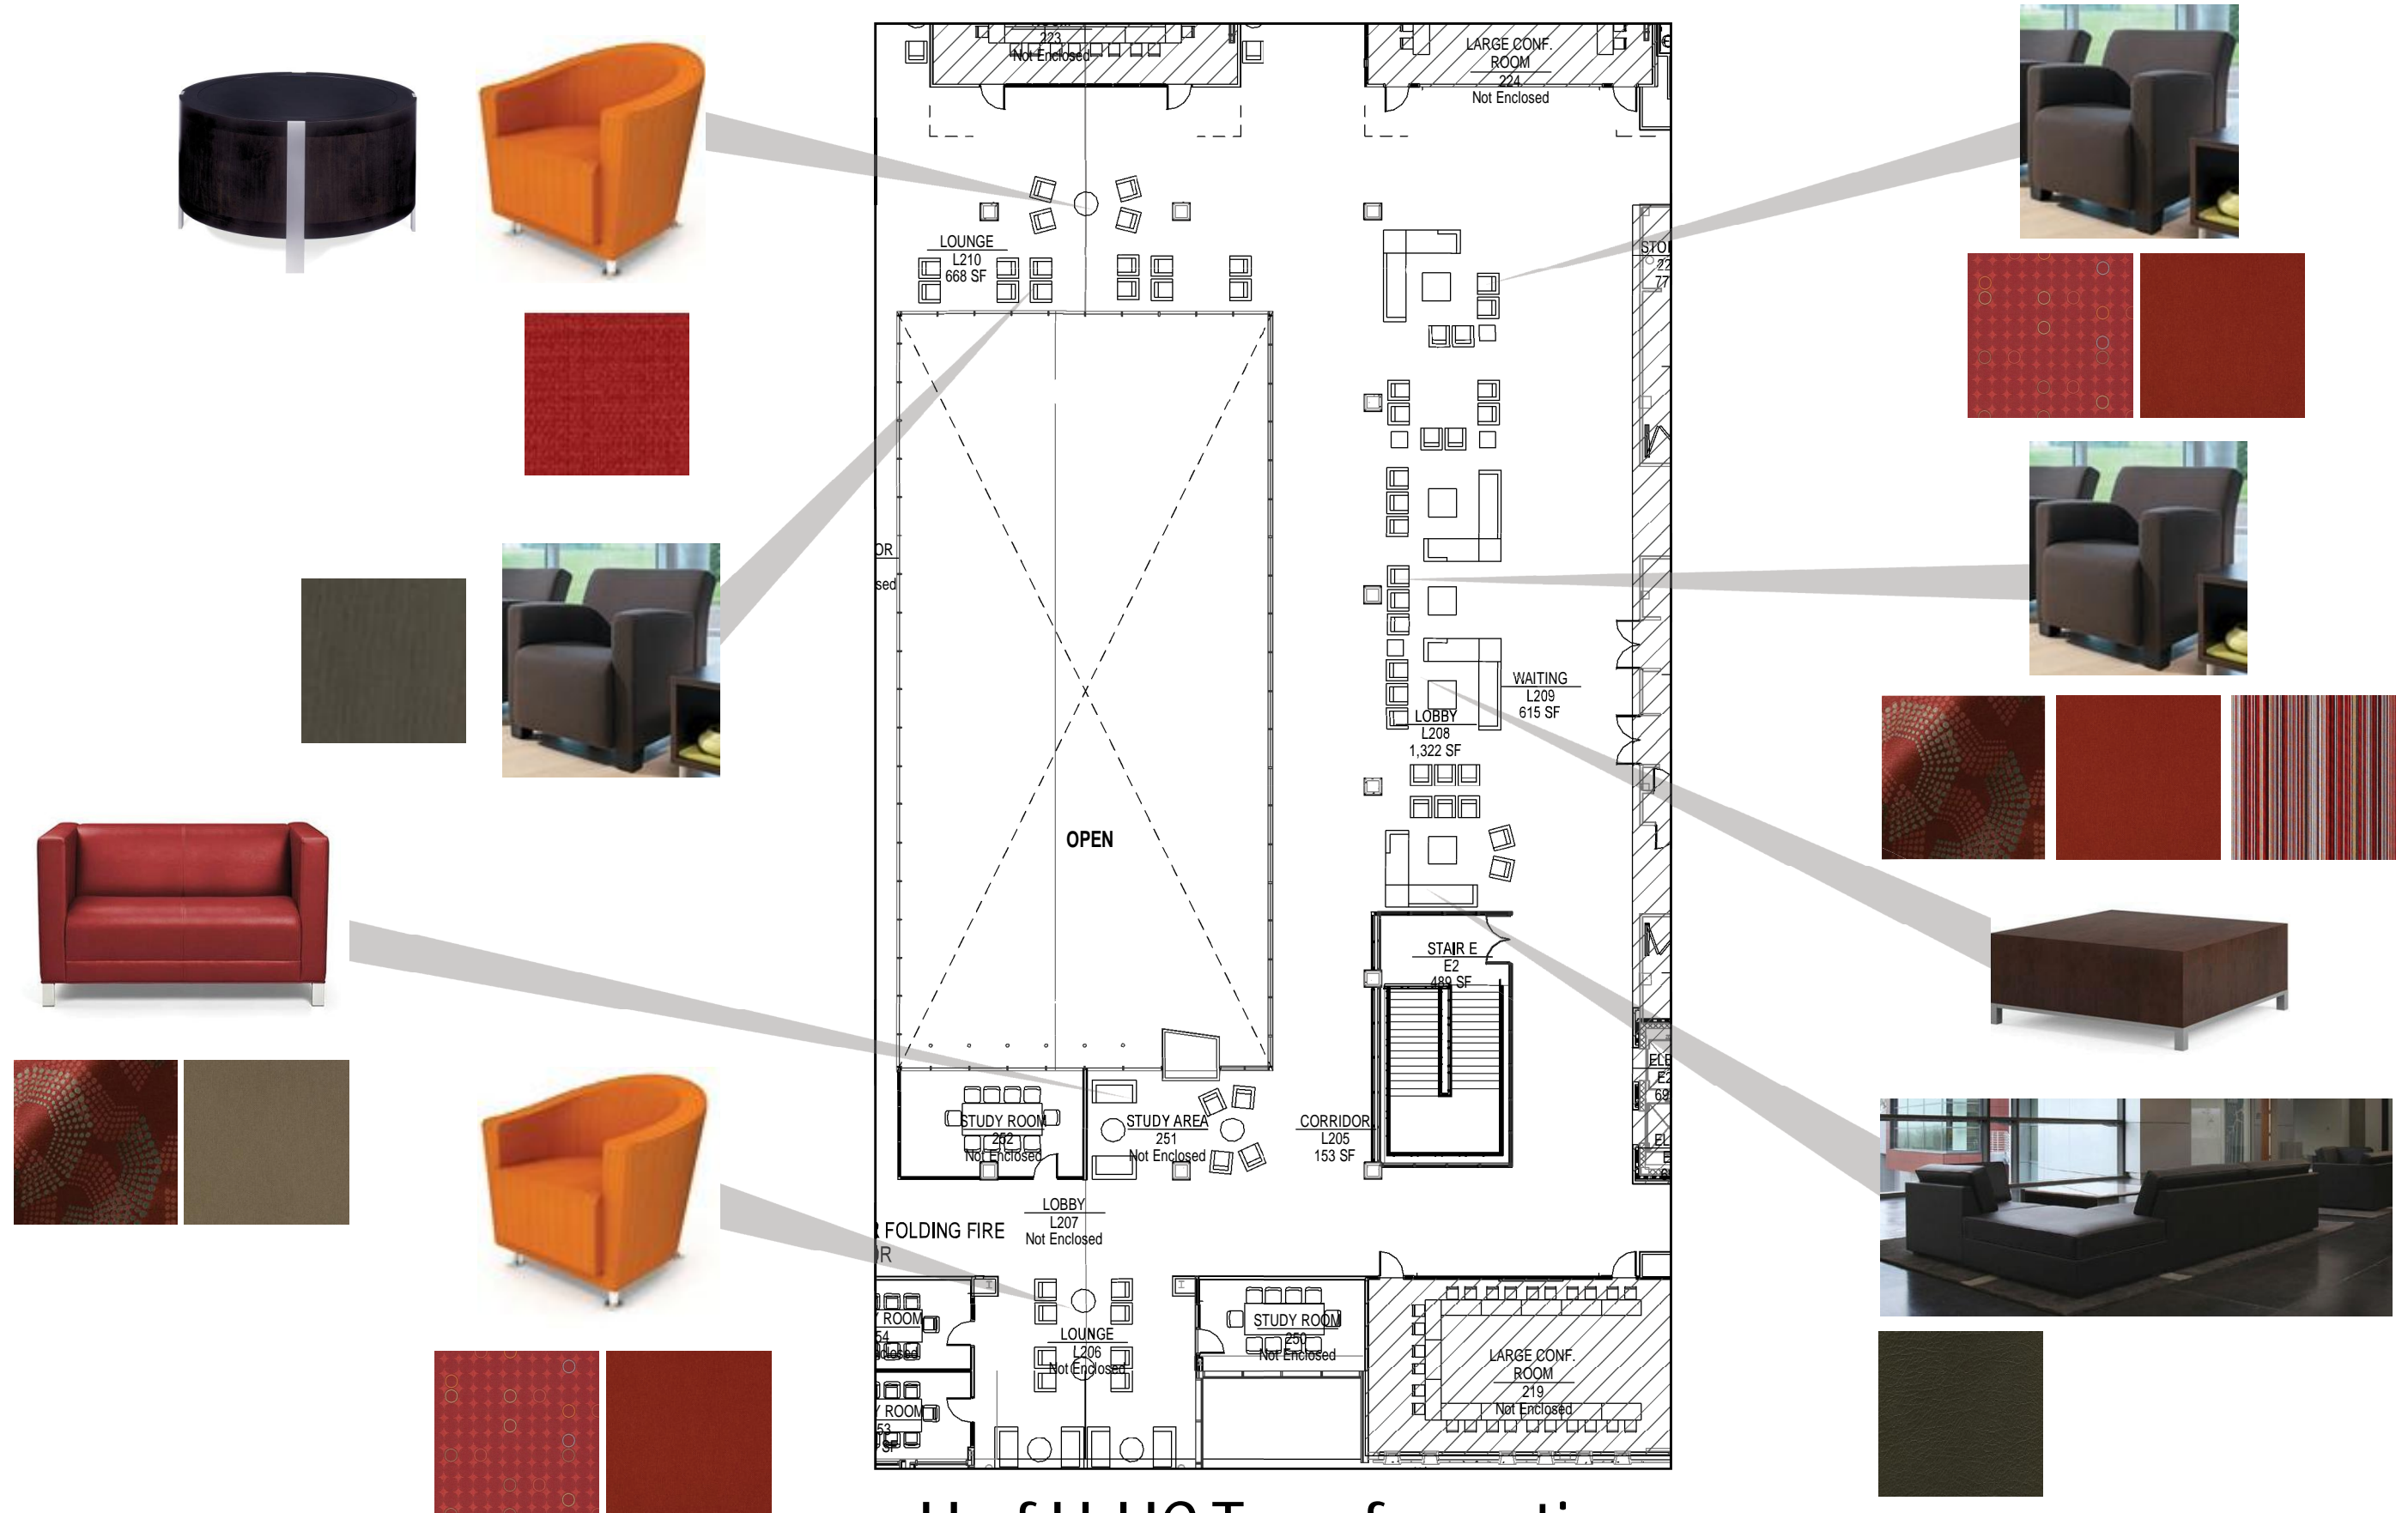 223
Not Enclosed
LARGE CONF.
ROOM
224
Not Enclosed
LOUNGE
L210
668 SF
WAITING
L209
615 SF
LOBBY
L208
1,322 SF
OPEN
STAIR E
E2
489 SF
STUDY ROOM
252
Not Enclosed
STUDY AREA
251
Not Enclosed
CORRIDOR
L205
153 SF
LOBBY
L207
Not Enclosed
FOLDING FIRE
LOUNGE
L206
Not Enclosed
STUDY ROOM
250
Not Enclosed
LARGE CONF.
ROOM
219
Not Enclosed
ROOM
ROOM
SF